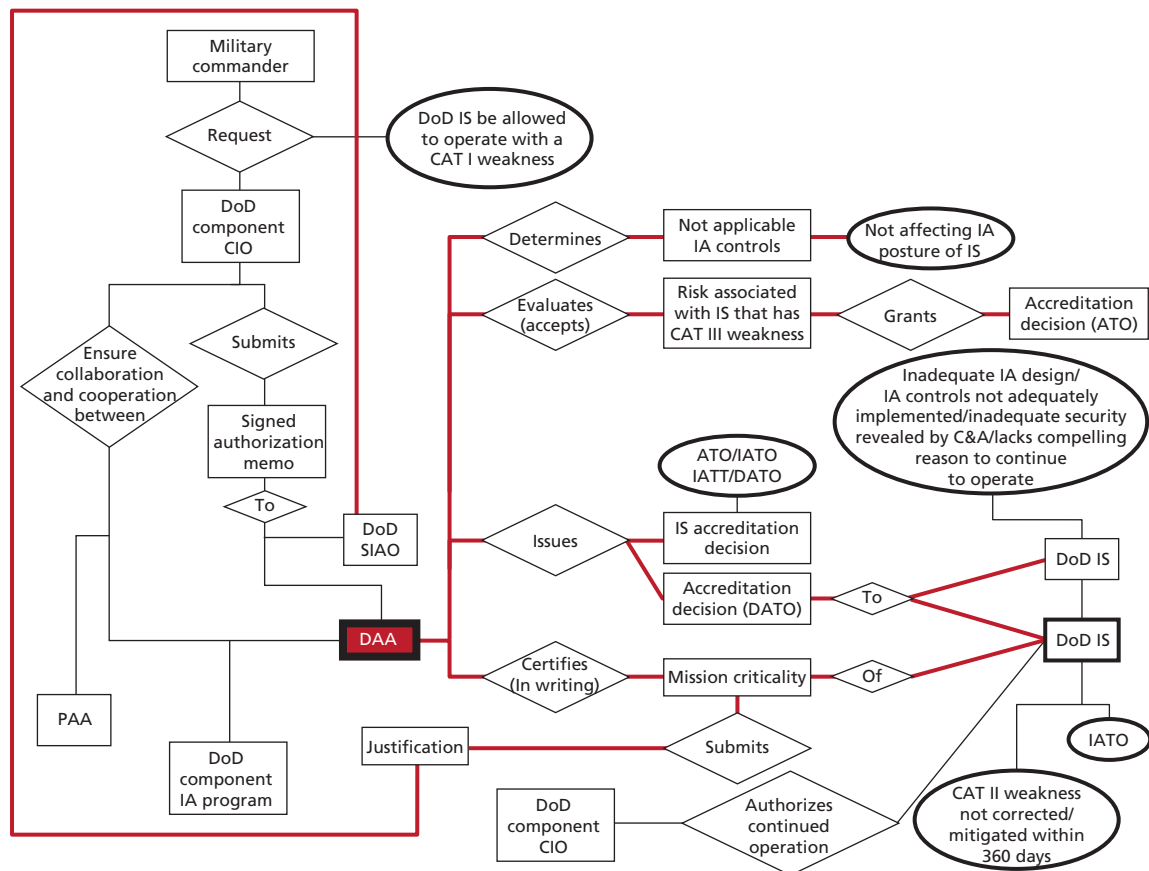 Military
commander
Request
DoD IS be allowed
to operate with a
CAT I weakness
DoD
component
CIO
Determines
Not applicable
IA controls
Not affecting IA
posture of IS
Evaluates
(accepts)
Risk associated
with IS that has
CAT III weakness
Grants
Accreditation
decision (ATO)
Ensure
collaboration
and cooperation
between
Submits
Signed
authorization
memo
To
DoD
SIAO
Inadequate IA design/
IA controls not adequately
implemented/inadequate security
revealed by C&A/lacks compelling
reason to continue
to operate
ATO/IATO
IATT/DATO
Issues
IS accreditation
decision
Accreditation
decision (DATO)
To
DoD IS
DAA
DoD IS
Certifies
(In writing)
Mission criticality
Of
PAA
DoD
component
IA program
Justification
Submits
IATO
DoD
component
CIO
Authorizes
continued
operation
CAT II weakness
not corrected/
mitigated within
360 days